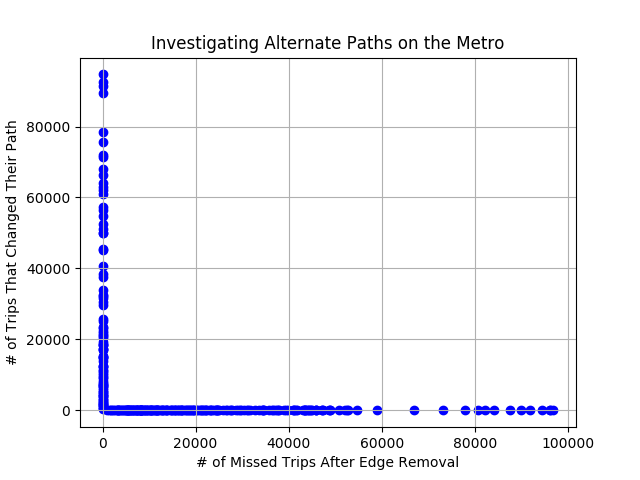 Investigating Alternate Paths on the Metro
# of Trips That Changed Their Path
80000
60000
40000
20000
0
0 20000 40000 60000 80000 100000
# of Missed Trips After Edge Removal